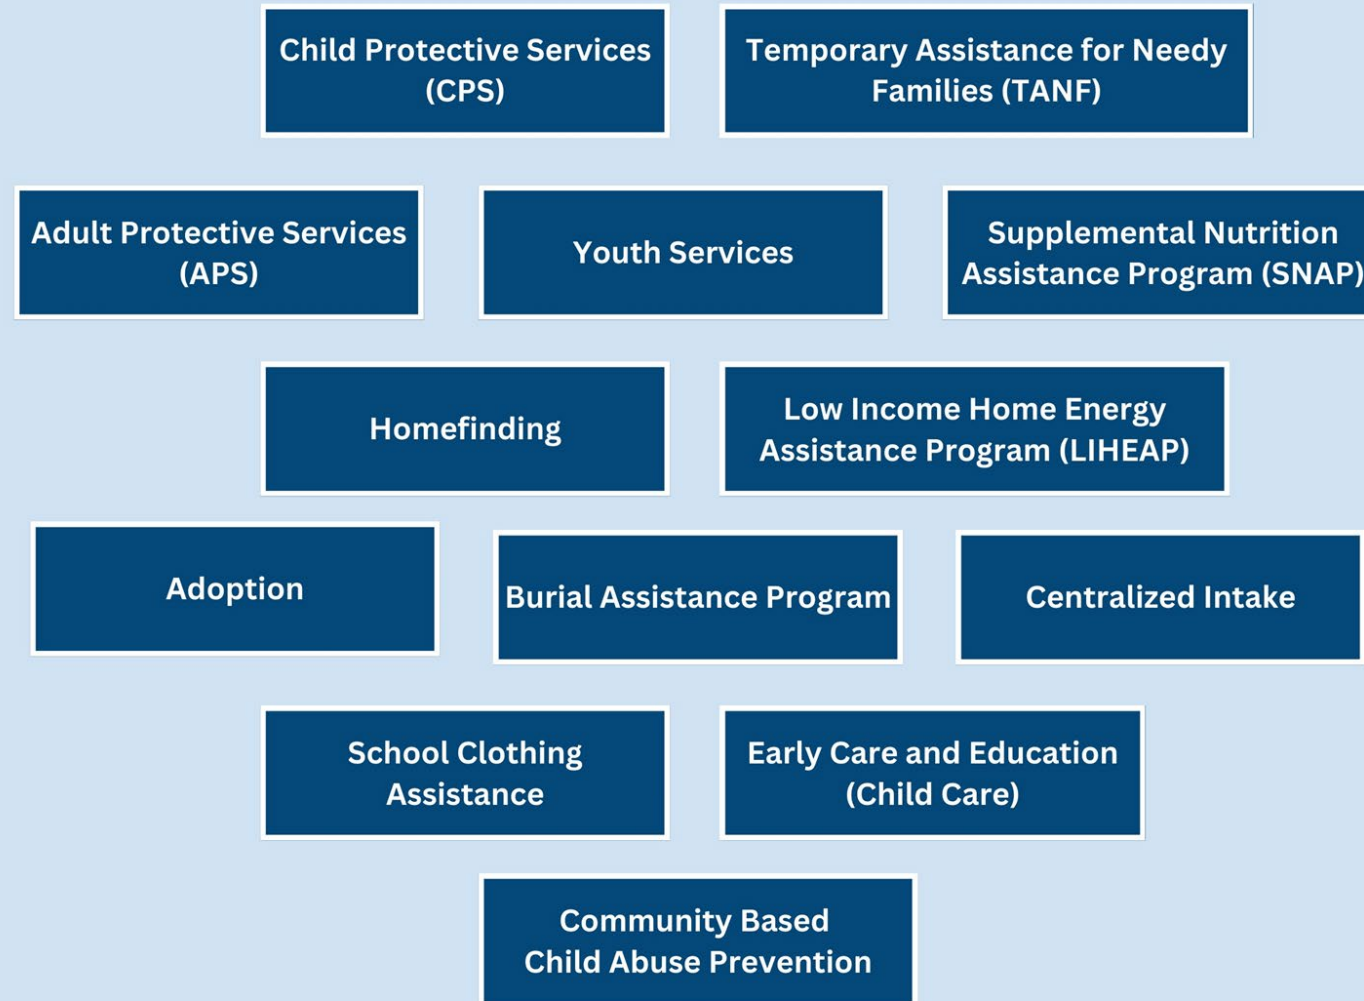 Child Protective Services
(CPS)
Temporary Assistance for Needy
Families (TANF)
Adult Protective Services
(APS)
Youth Services
Supplemental Nutrition
Assistance Program (SNAP)
Homefinding
Low Income Home Energy
Assistance Program (LIHEAP)
Adoption
Burial Assistance Program
Centralized Intake
School Clothing
Assistance
Early Care and Education
(Child Care)
Community Based
Child Abuse Prevention